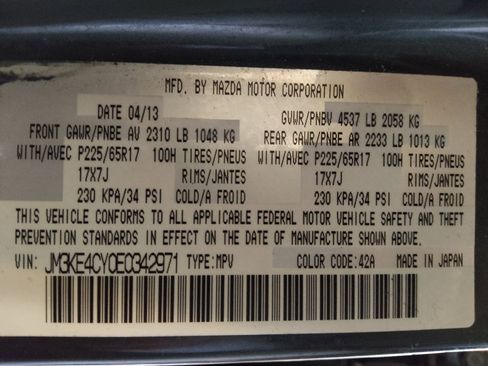 MFD. BY MAZDA MOTOR CORPORATION
DATE 04/13 GVWR/PNBV 4537 LB 2058 KG
FRONT GAWR/PNBE AV 2310 LB 1048 KG REAR GAWR/PNBE AR 2233 LB 1013 KG
WITH/AVEC P225/65R17 100H TIRES/PNEUS WITH/AVEC P225/65R17 100H TIRES/PNEUS
17X7J RIMS/JANTES 17X7J RIMS/JANTES
230 KPA/34 PSI COLD/A FROID 230 KPA/34 PSI COLD/A FROID
THIS VEHICLE CONFORMS TO ALL APPLICABLE FEDERAL MOTOR VEHICLE SAFETY AND THEFT
PREVENTION STANDARDS IN EFFECT ON THE DATE OF MANUFACTURE SHOWN ABOVE.
VIN: JM3KE4CY0E0342971 TYPE:MPV COLOR CODE:42A MADE IN JAPAN